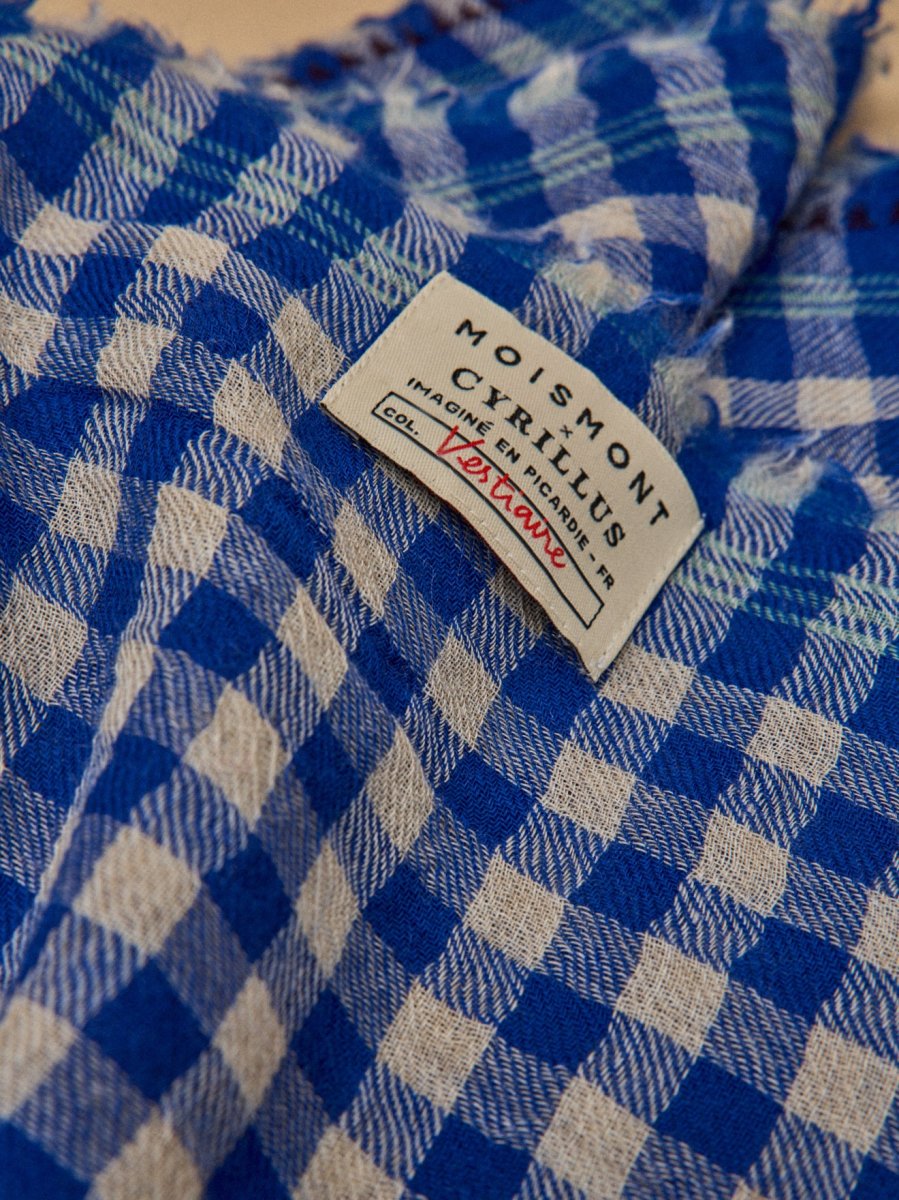 MOISMONT
×
CYRILLUS
IMAGINÉ EN PICARDIE - FR
COL. Vestiaire